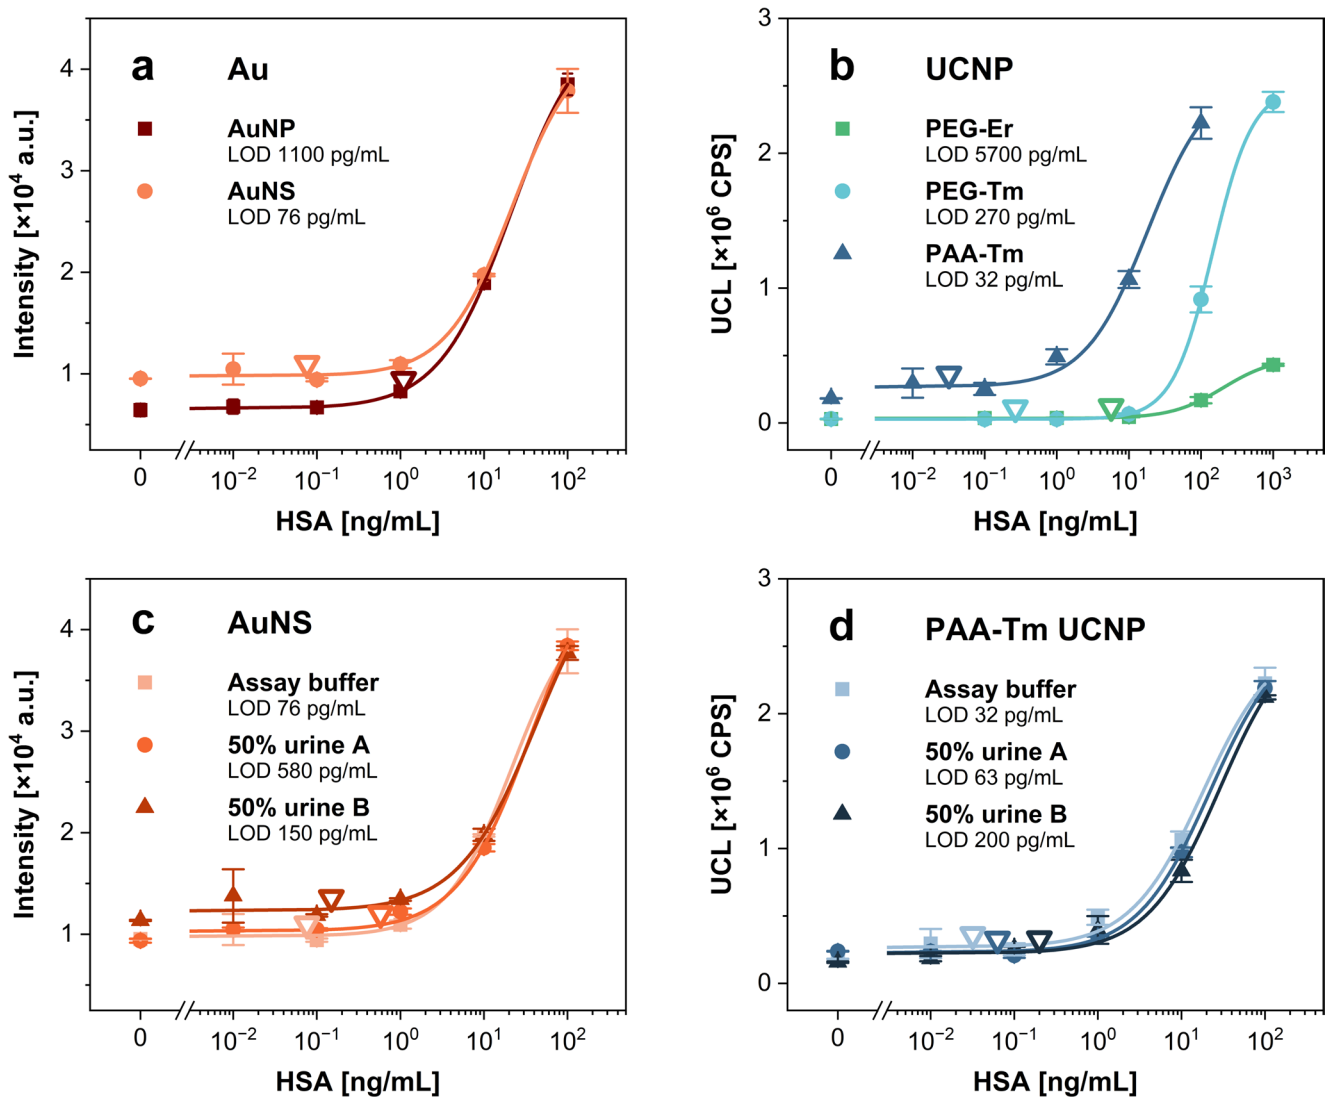 a Au
AuNP
LOD 1100 pg/mL
AuNS
LOD 76 pg/mL
Intensity [×10⁴ a.u.]
4
3
2
1
0 10⁻² 10⁻¹ 10⁰ 10¹ 10²
HSA [ng/mL]
b UCNP
PEG-Er
LOD 5700 pg/mL
PEG-Tm
LOD 270 pg/mL
PAA-Tm
LOD 32 pg/mL
UCL [×10⁶ CPS]
3
2
1
0
0 10⁻² 10⁻¹ 10⁰ 10¹ 10² 10³
HSA [ng/mL]
c AuNS
Assay buffer
LOD 76 pg/mL
50% urine A
LOD 580 pg/mL
50% urine B
LOD 150 pg/mL
Intensity [×10⁴ a.u.]
4
3
2
1
0 10⁻² 10⁻¹ 10⁰ 10¹ 10²
HSA [ng/mL]
d PAA-Tm UCNP
Assay buffer
LOD 32 pg/mL
50% urine A
LOD 63 pg/mL
50% urine B
LOD 200 pg/mL
UCL [×10⁶ CPS]
3
2
1
0
0 10⁻² 10⁻¹ 10⁰ 10¹ 10²
HSA [ng/mL]